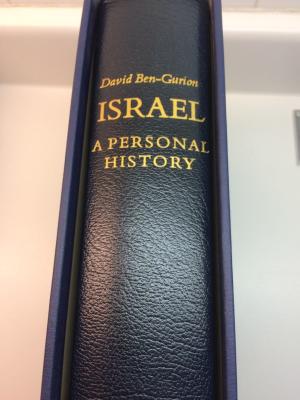 David Ben-Gurion
ISRAEL
A PERSONAL
HISTORY